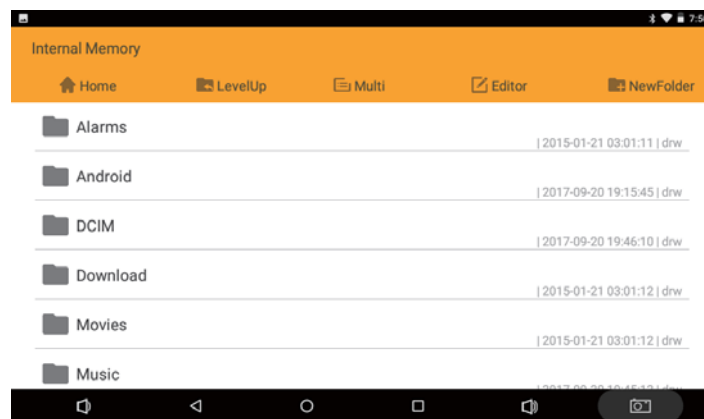 7:5
Internal Memory
Home LevelUp Multi Editor NewFolder
Alarms
| 2015-01-21 03:01:11 | drw
Android
| 2017-09-20 19:15:45 | drw
DCIM
| 2017-09-20 19:46:10 | drw
Download
| 2015-01-21 03:01:12 | drw
Movies
| 2015-01-21 03:01:12 | drw
Music